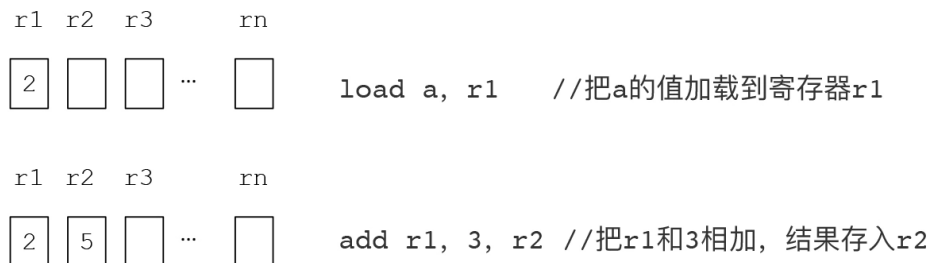 r1 r2 r3 rn
2 … load a, r1 //把a的值加载到寄存器r1
r1 r2 r3 rn
2 5 … add r1, 3, r2 //把r1和3相加，结果存入r2